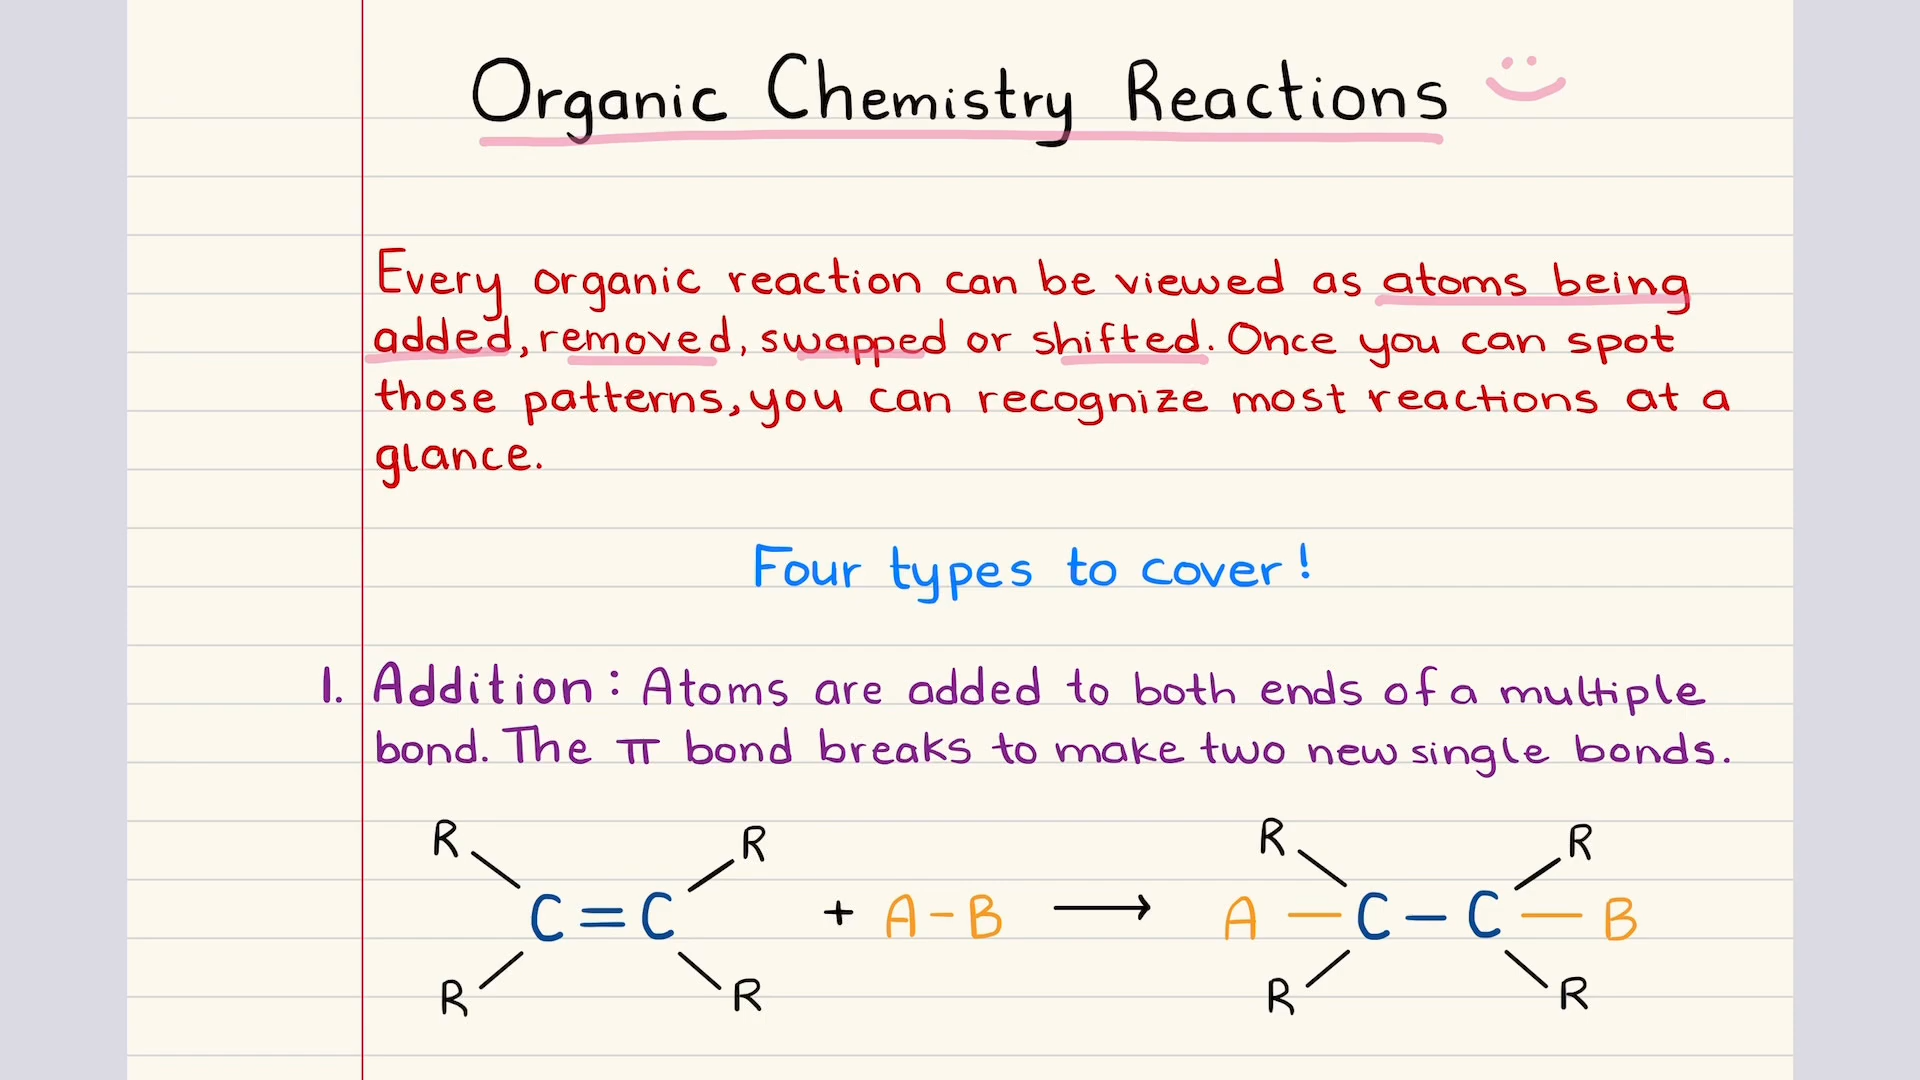 Organic Chemistry Reactions
Every organic reaction can be viewed as atoms being
added, removed, swapped or shifted. Once you can spot
those patterns, you can recognize most reactions at a
glance.
Four types to cover!
1. Addition: Atoms are added to both ends of a multiple
bond. The π bond breaks to make two new single bonds.
R R R R
C=C + A-B ⟶ A-C-C-B
R R R R